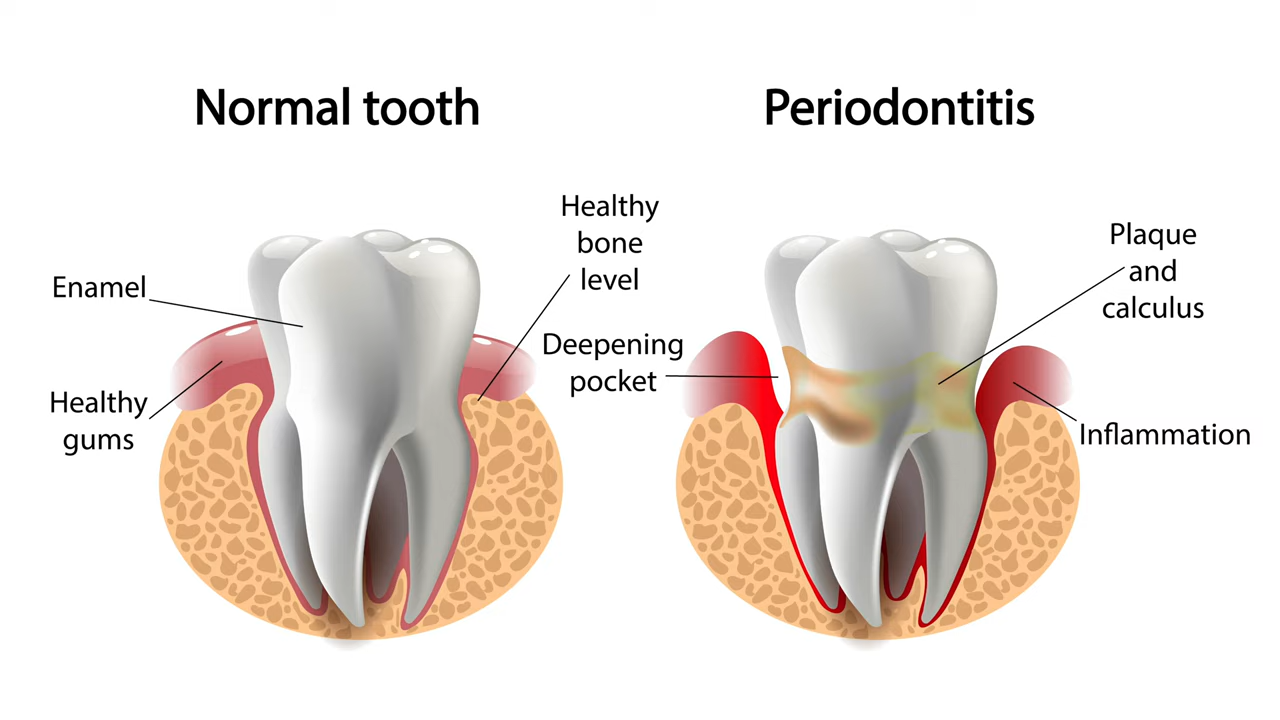 Normal tooth
Enamel
Healthy
gums
Healthy
bone
level
Periodontitis
Deepening
pocket
Plaque
and
calculus
Inflammation